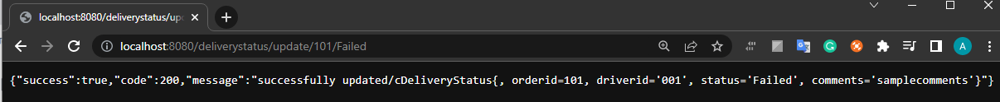 localhost:8080/deliverystatus/upd
localhost:8080/deliverystatus/update/101/Failed
A
{"success":true,"code":200,"message":"successfully updated/cDeliveryStatus{, orderid=101, driverid='001', status='Failed', comments='samplecomments'}"}